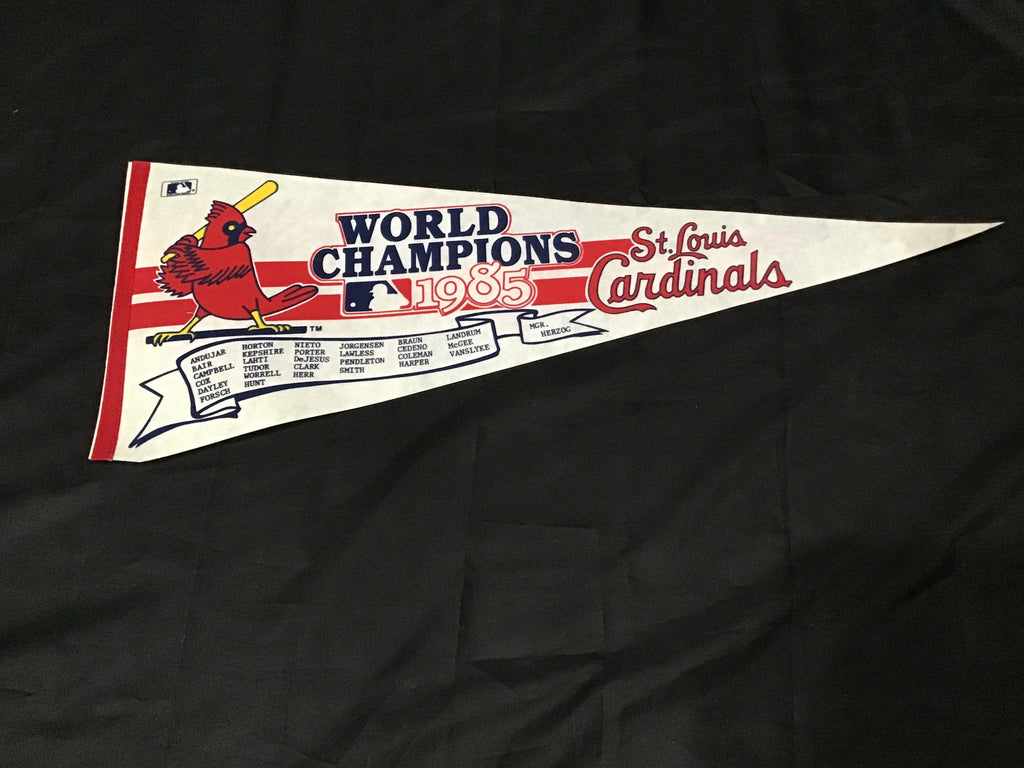 WORLD
CHAMPIONS
1985
St. Louis
Cardinals
TM
ANDUJAR
BAIR
CAMPBELL
COX
DAYLEY
FORSCH
HORTON
KEPSHIRE
LAHTI
TUDOR
WORRELL
HUNT
NIETO
PORTER
DeJESUS
CLARK
HERR
JORGENSEN
LAWLESS
PENDLETON
SMITH
BRAUN
CEDENO
COLEMAN
HARPER
LANDRUM
McGEE
VANSLYKE
MGR.
HERZOG